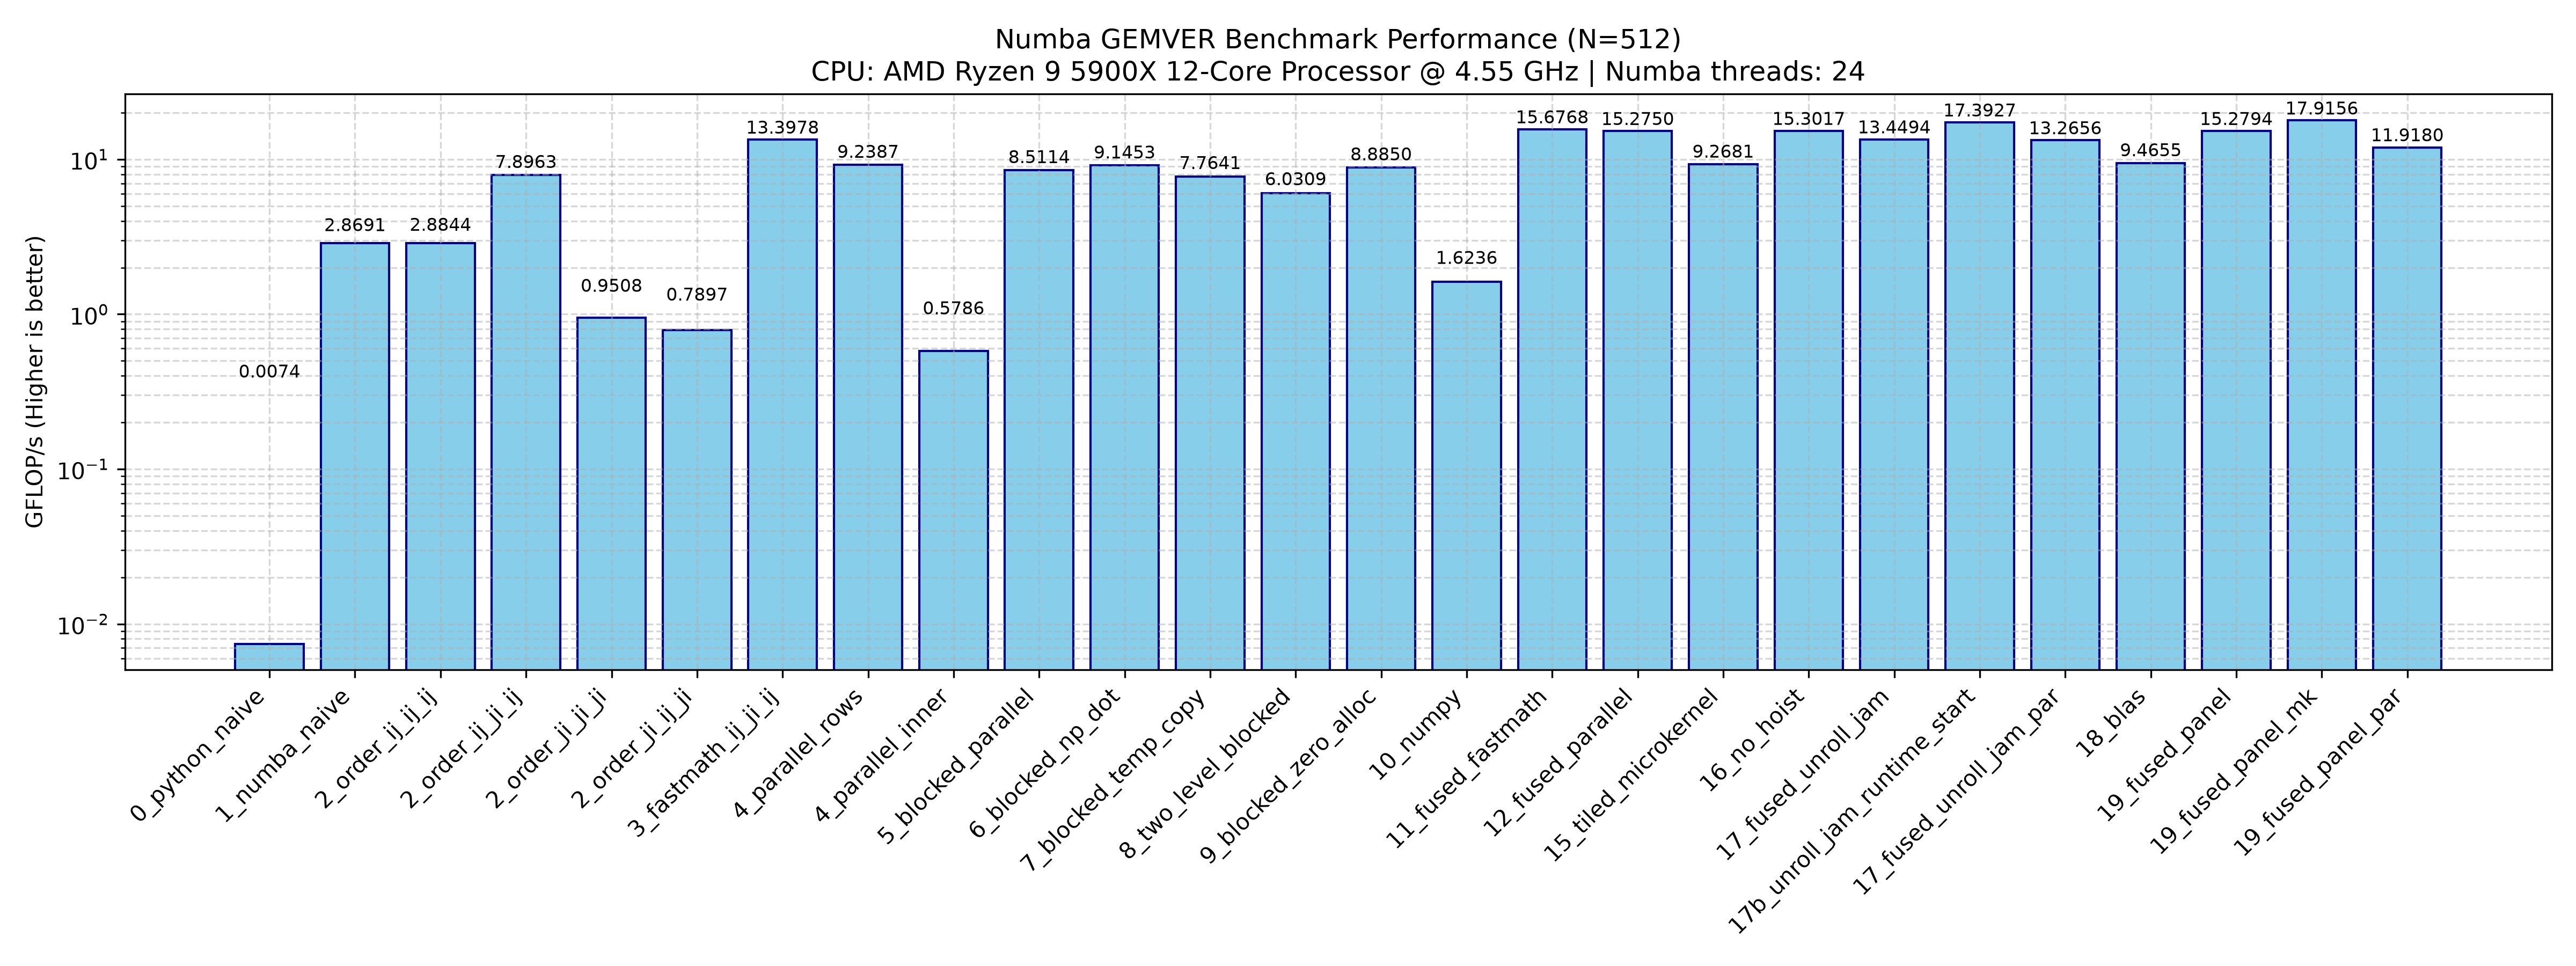 Numba GEMVER Benchmark Performance (N=512)
CPU: AMD Ryzen 9 5900X 12-Core Processor @ 4.55 GHz | Numba threads: 24
GFLOP/s (Higher is better)
10¹
10⁰
10⁻¹
10⁻²
0.0074
2.8691
2.8844
7.8963
0.9508
0.7897
13.3978
9.2387
0.5786
8.5114
9.1453
7.7641
6.0309
8.8850
1.6236
15.6768
15.2750
9.2681
15.3017
13.4494
17.3927
13.2656
9.4655
15.2794
17.9156
11.9180
0_python_naive
1_numba_naive
2_order_ij_ij_ij
2_order_ij_ji_ij
2_order_ji_ji_ji
2_order_ji_ij_ji
3_fastmath_ij_ji_ij
4_parallel_rows
4_parallel_inner
5_blocked_parallel
6_blocked_np_dot
7_blocked_temp_copy
8_two_level_blocked
9_blocked_zero_alloc
10_numpy
11_fused_fastmath
12_fused_parallel
15_tiled_microkernel
16_no_hoist
17_fused_unroll_jam
17b_unroll_jam_runtime_start
17_fused_unroll_jam_par
18_blas
19_fused_panel
19_fused_panel_mk
19_fused_panel_par